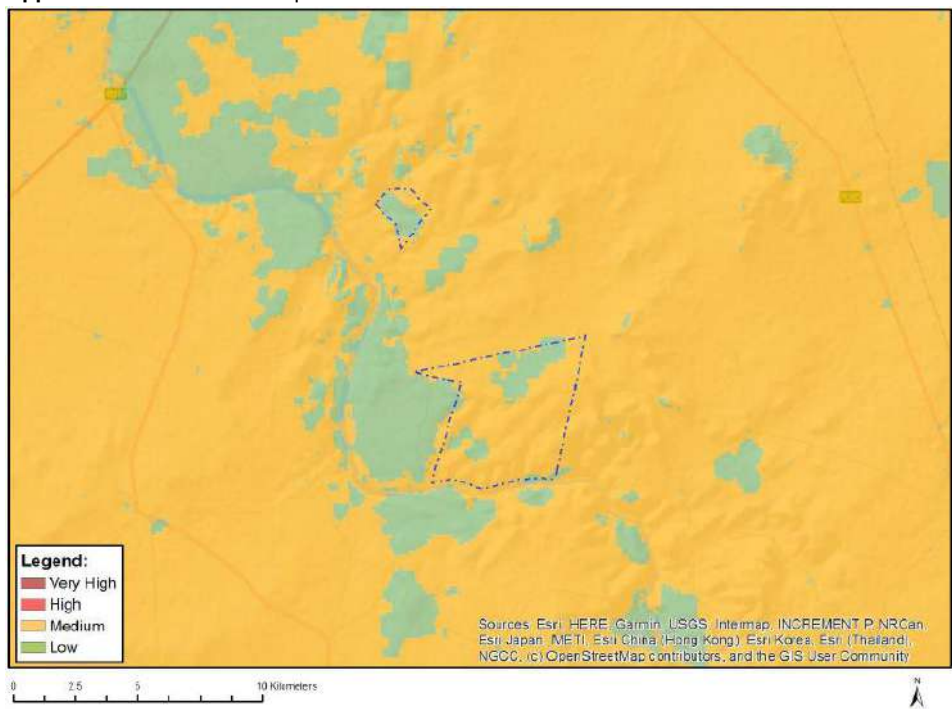 Legend:
Very High
High
Medium
Low
Sources: Esri, HERE, Garmin, USGS, Intermap, INCREMENT P, NRCan,
Esri Japan, METI, Esri China (Hong Kong), Esri Korea, Esri (Thailand),
NGCC, (c) OpenStreetMap contributors, and the GIS User Community
0 2.5 5 10 Kilometers
N